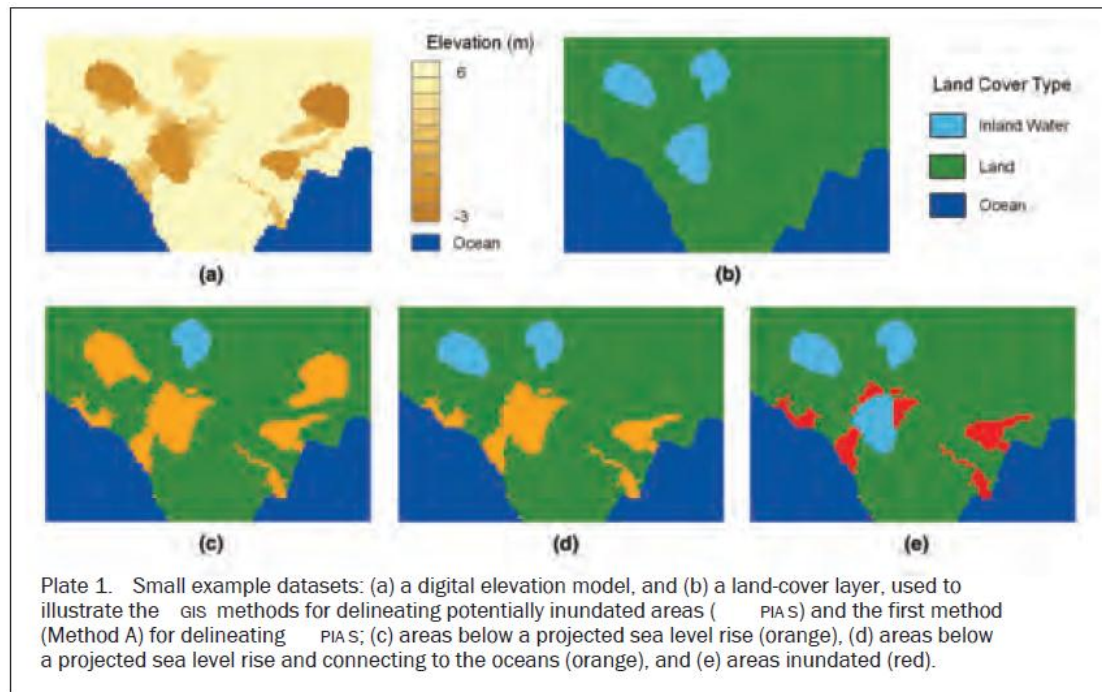 Elevation (m)
6
-3
Ocean
(a)
Land Cover Type
Inland Water
Land
Ocean
(b)
(c)
(d)
(e)
Plate 1. Small example datasets: (a) a digital elevation model, and (b) a land-cover layer, used to
illustrate the GIS methods for delineating potentially inundated areas ( PIA S) and the first method
(Method A) for delineating PIA S; (c) areas below a projected sea level rise (orange), (d) areas below
a projected sea level rise and connecting to the oceans (orange), and (e) areas inundated (red).